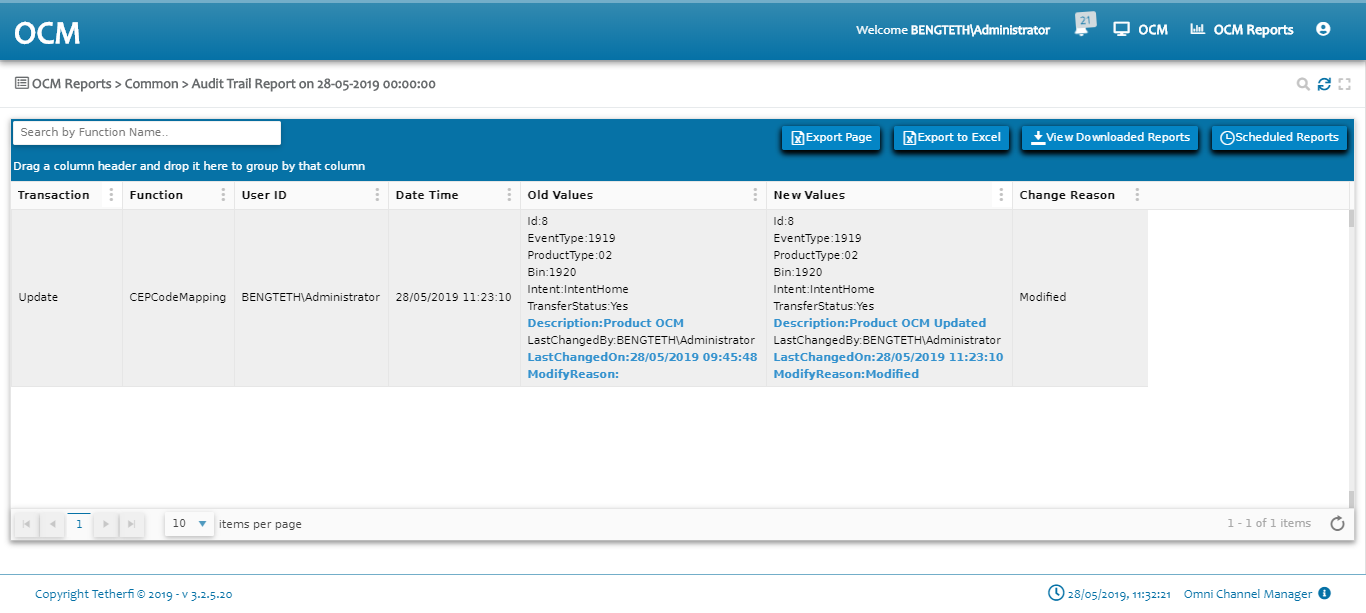 OCM
Welcome BENGTETH\Administrator
21
OCM
OCM Reports
OCM Reports > Common > Audit Trail Report on 28-05-2019 00:00:00
Search by Function Name..
Export Page
Export to Excel
View Downloaded Reports
Scheduled Reports
Drag a column header and drop it here to group by that column
Transaction Function User ID Date Time Old Values New Values Change Reason
Update
CEPCodeMapping
BENGTETH\Administrator
28/05/2019 11:23:10
Id:8
EventType:1919
ProductType:02
Bin:1920
Intent:IntentHome
TransferStatus:Yes
Description:Product OCM
LastChangedBy:BENGTETH\Administrator
LastChangedOn:28/05/2019 09:45:48
ModifyReason:
Id:8
EventType:1919
ProductType:02
Bin:1920
Intent:IntentHome
TransferStatus:Yes
Description:Product OCM Updated
LastChangedBy:BENGTETH\Administrator
LastChangedOn:28/05/2019 11:23:10
ModifyReason:Modified
Modified
1
10
items per page
1 - 1 of 1 items
Copyright Tetherfi © 2019 - v 3.2.5.20
28/05/2019, 11:32:21
Omni Channel Manager